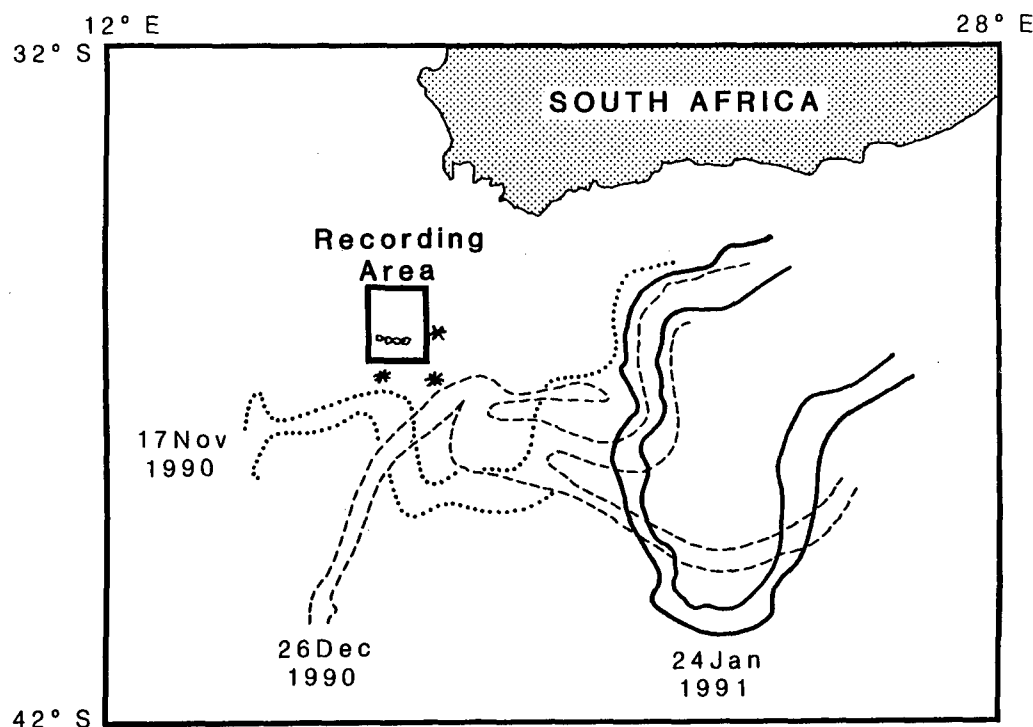 12° E
28° E
32° S
SOUTH AFRICA
Recording
Area
17Nov
1990
26Dec
1990
24Jan
1991
42° S